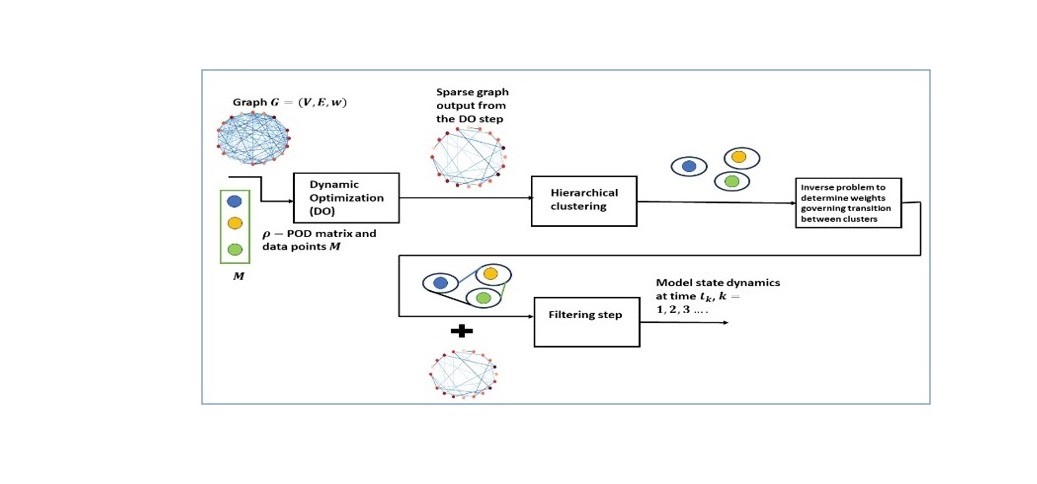 Graph G = (V, E, w)
Sparse graph
output from
the DO step
Dynamic
Optimization
(DO)
ρ − POD matrix and
data points M
M
Hierarchical
clustering
Inverse problem to
determine weights
governing transition
between clusters
Filtering step
Model state dynamics
at time t_k, k =
1, 2, 3 ....